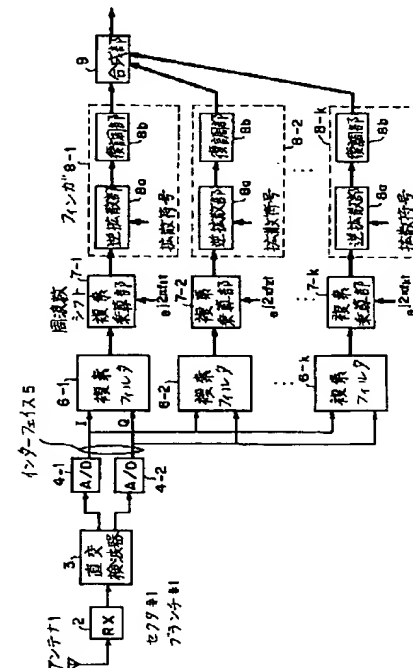 アンテナ1
2
RX
セクタ#1
ブランチ#1
3
直交
検波器
4-1
A/D
4-2
A/D
インターフェイス5
I
Q
6-1
複素
フィルタ
6-2
複素
フィルタ
6-k
複素
フィルタ
周波数
シフト7-1
複素
乗算部
7-2
複素
乗算部
7-k
複素
乗算部
フィンガ8-1
逆拡散部
8a
復調部
8b
拡散符号
8-2
逆拡散部
8a
復調部
8b
拡散符号
8-k
逆拡散部
8a
復調部
8b
拡散符号
9
合成部